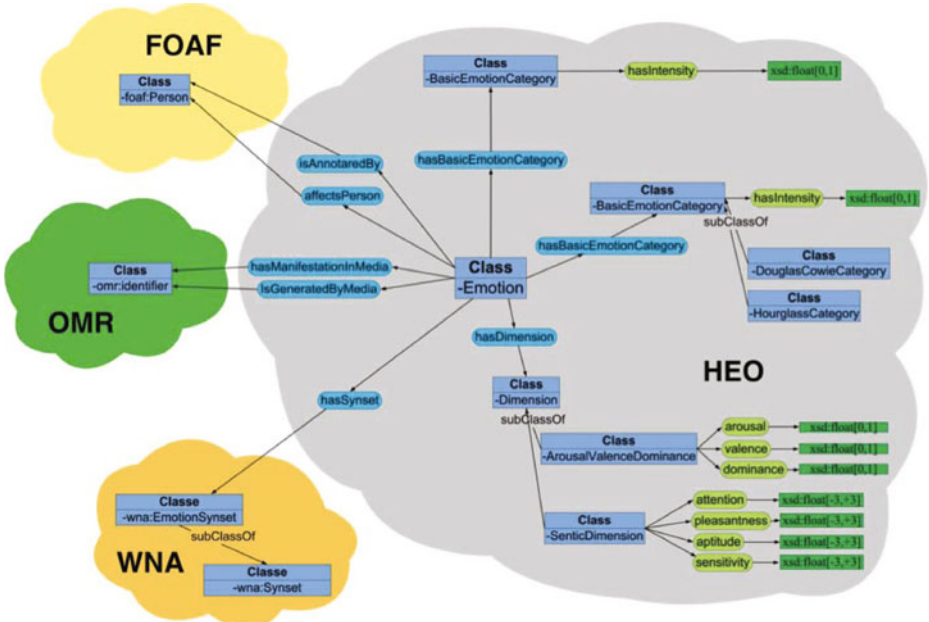 FOAF
Class
-foaf:Person
Class
-BasicEmotionCategory
hasIntensity
xsd:float[0,1]
isAnnotaredBy
hasBasicEmotionCategory
affectsPerson
Class
-BasicEmotionCategory
hasIntensity
xsd:float[0,1]
subClassOf
hasBasicEmotionCategory
Class
-DouglasCowieCategory
Class
-HourglassCategory
Class
-omr:identifier
hasManifestationInMedia
IsGeneratedByMedia
OMR
Class
-Emotion
hasDimension
HEO
Class
-Dimension
subClassOf
hasSynset
Class
-ArousalValenceDominance
arousal
xsd:float[0,1]
valence
xsd:float[0,1]
dominance
xsd:float[0,1]
Class
-SenticDimension
attention
xsd:float[-3,+3]
pleasantness
xsd:float[-3,+3]
aptitude
xsd:float[-3,+3]
sensitivity
xsd:float[-3,+3]
Classe
-wna:EmotionSynset
subClassOf
WNA
Classe
-wna:Synset